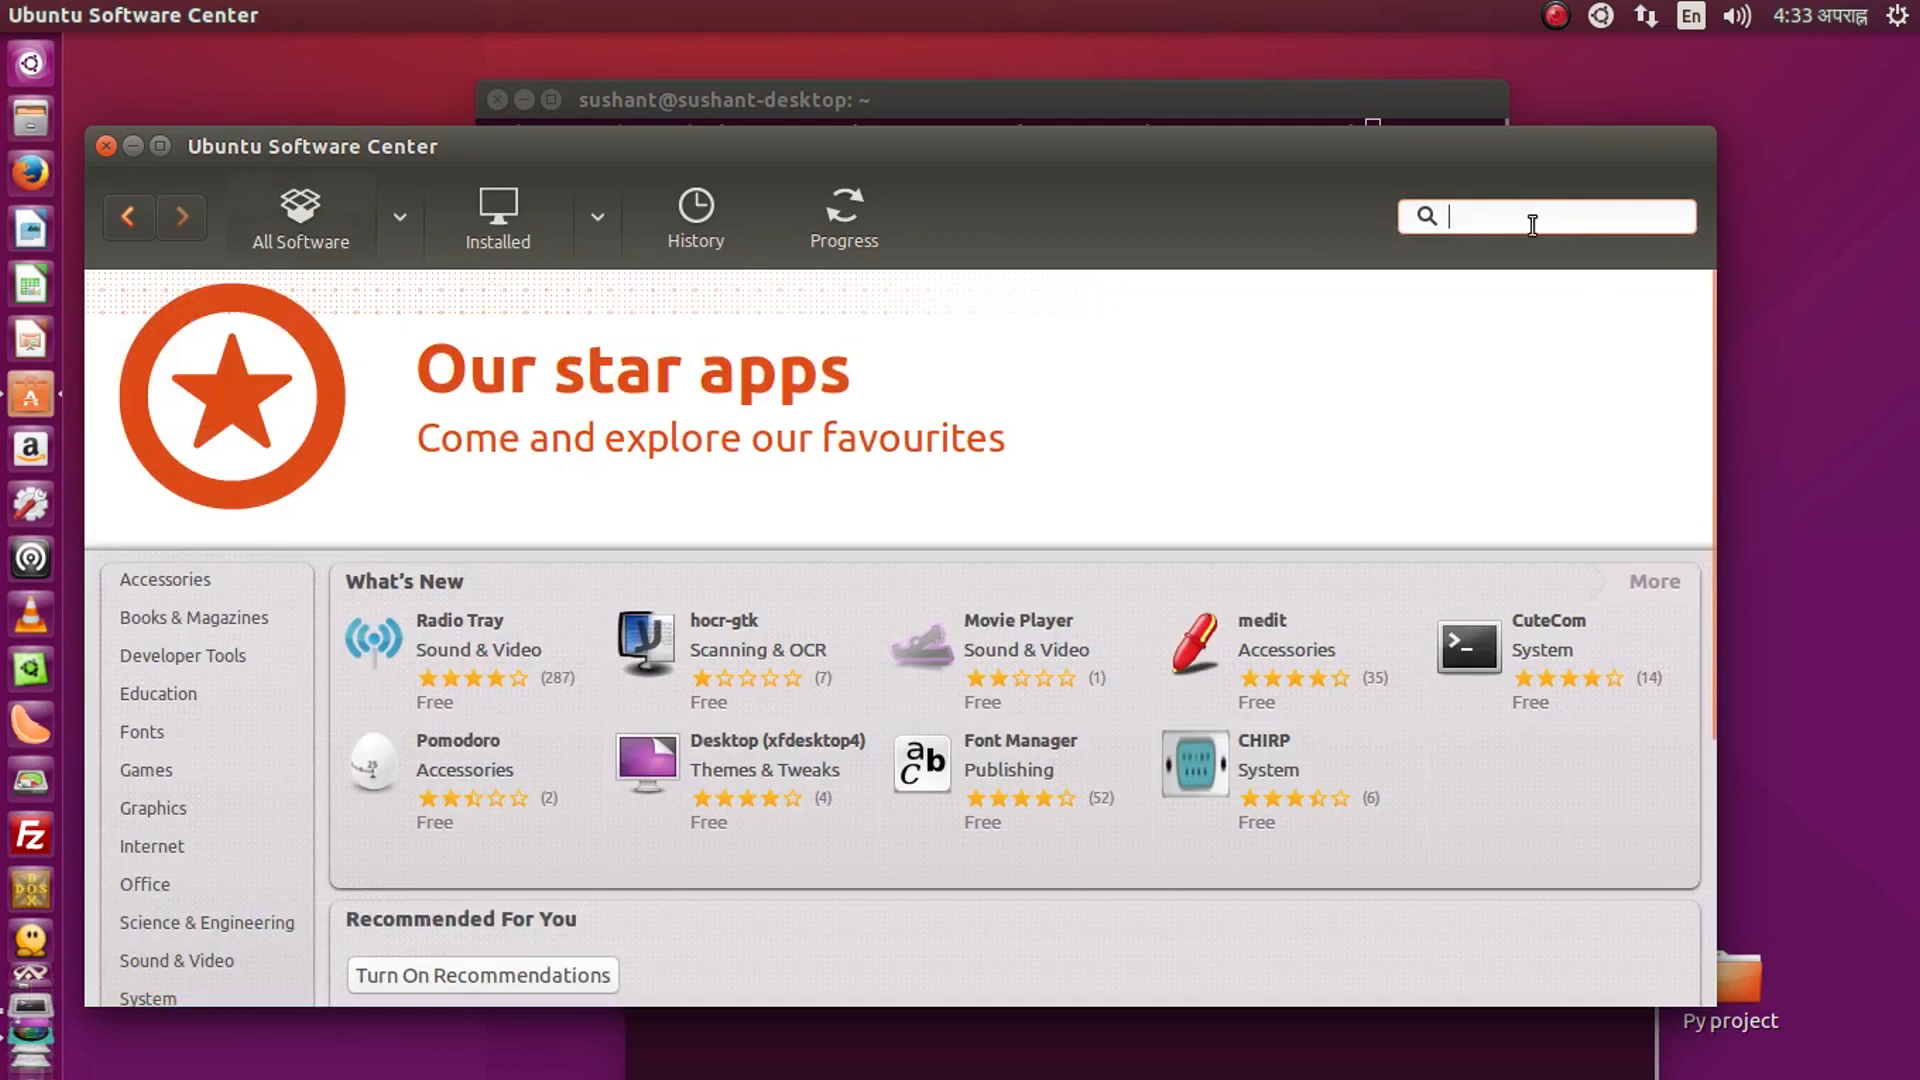 Ubuntu Software Center
En
4:33 अपराह्न
sushant@sushant-desktop: ~
Ubuntu Software Center
All Software
Installed
History
Progress
Our star apps
Come and explore our favourites
Accessories
Books & Magazines
Developer Tools
Education
Fonts
Games
Graphics
Internet
Office
Science & Engineering
Sound & Video
System
What's New
More
Radio Tray
Sound & Video
(287)
Free
hocr-gtk
Scanning & OCR
(7)
Free
Movie Player
Sound & Video
(1)
Free
medit
Accessories
(35)
Free
CuteCom
System
(14)
Free
Pomodoro
Accessories
(2)
Free
Desktop (xfdesktop4)
Themes & Tweaks
(4)
Free
Font Manager
Publishing
(52)
Free
CHIRP
System
(6)
Free
Recommended For You
Turn On Recommendations
Py project